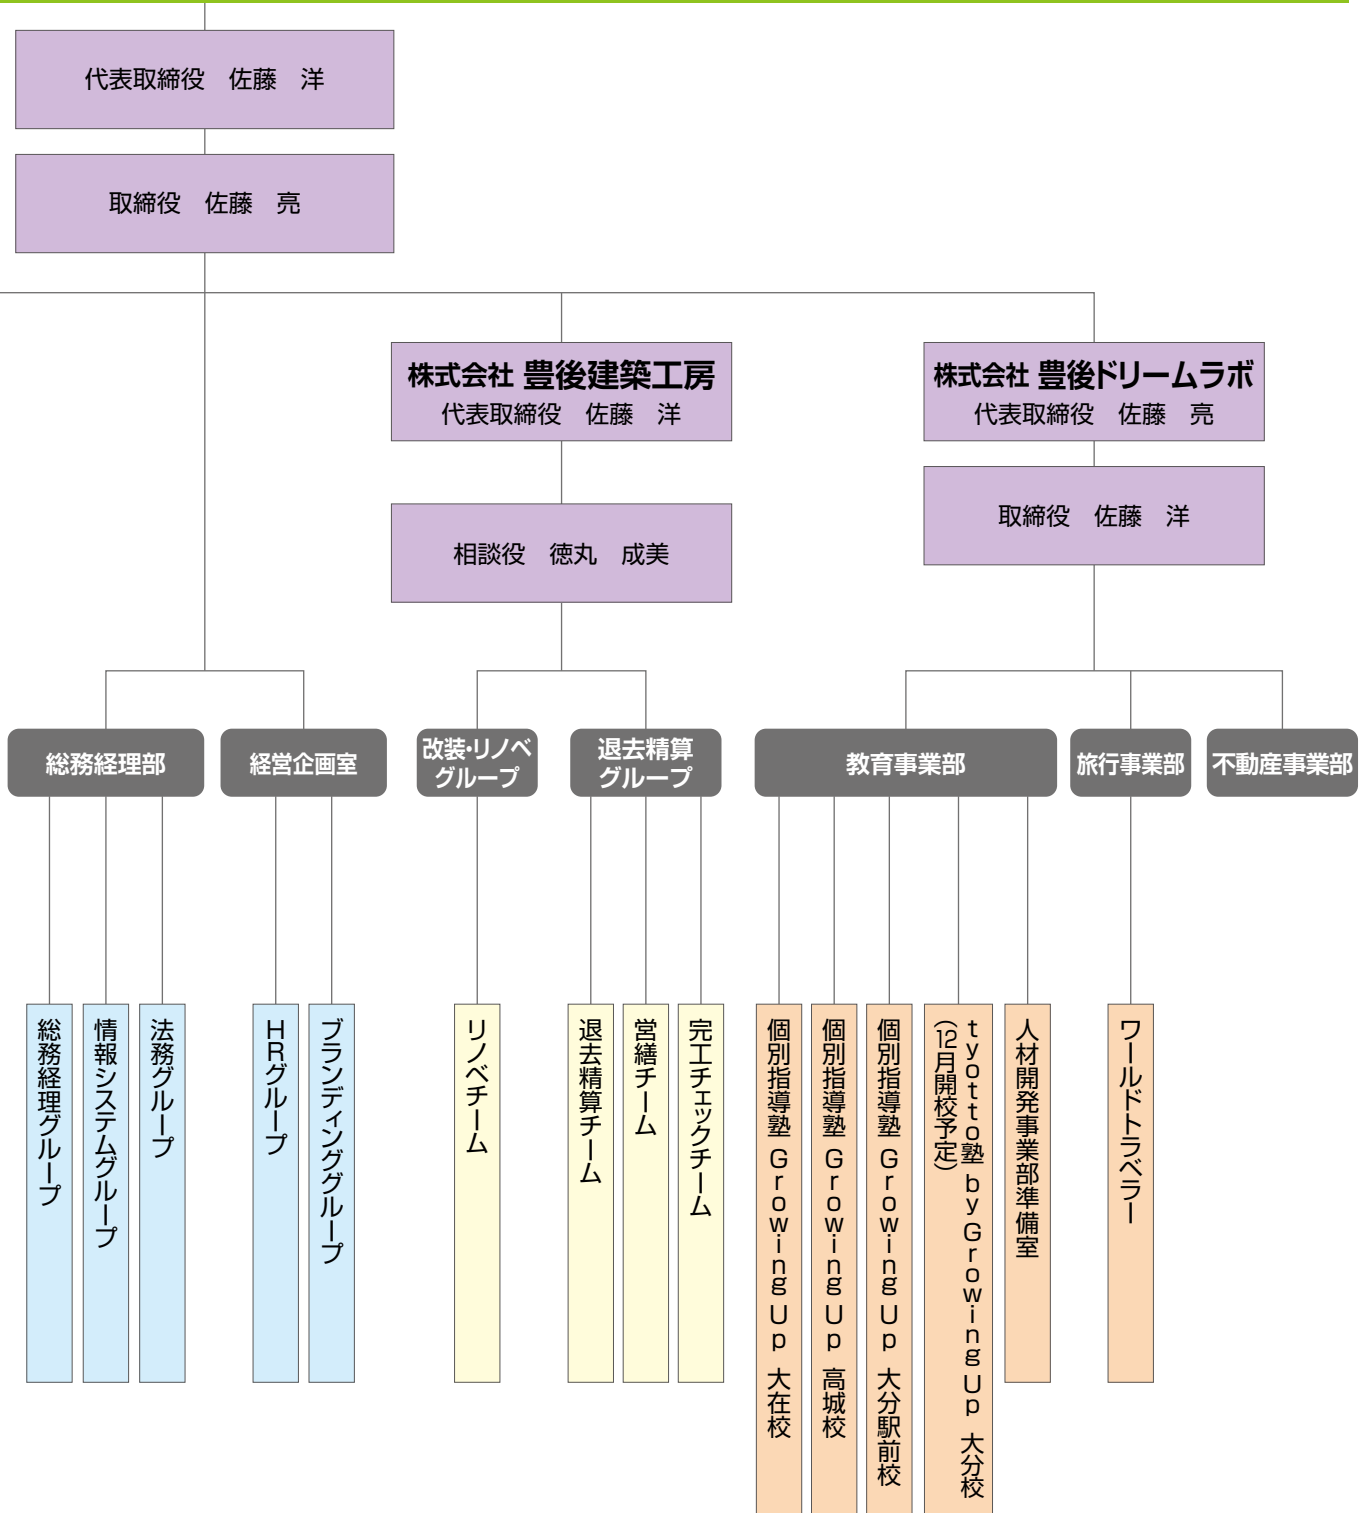 代表取締役　佐藤　洋
取締役　佐藤　亮
株式会社 豊後建築工房
代表取締役　佐藤　洋
株式会社 豊後ドリームラボ
代表取締役　佐藤　亮
相談役　徳丸　成美
取締役　佐藤　洋
総務経理部
経営企画室
改装・リノベ
グループ
退去精算
グループ
教育事業部
旅行事業部
不動産事業部
総務経理グループ
情報システムグループ
法務グループ
HRグループ
ブランディンググループ
リノベチーム
退去精算チーム
営繕チーム
完工チェックチーム
個別指導塾 Growing Up 大在校
個別指導塾 Growing Up 高城校
個別指導塾 Growing Up 大分駅前校
tyotto塾 by Growing Up 大分校
(12月開校予定)
人材開発事業部準備室
ワールドトラベラー